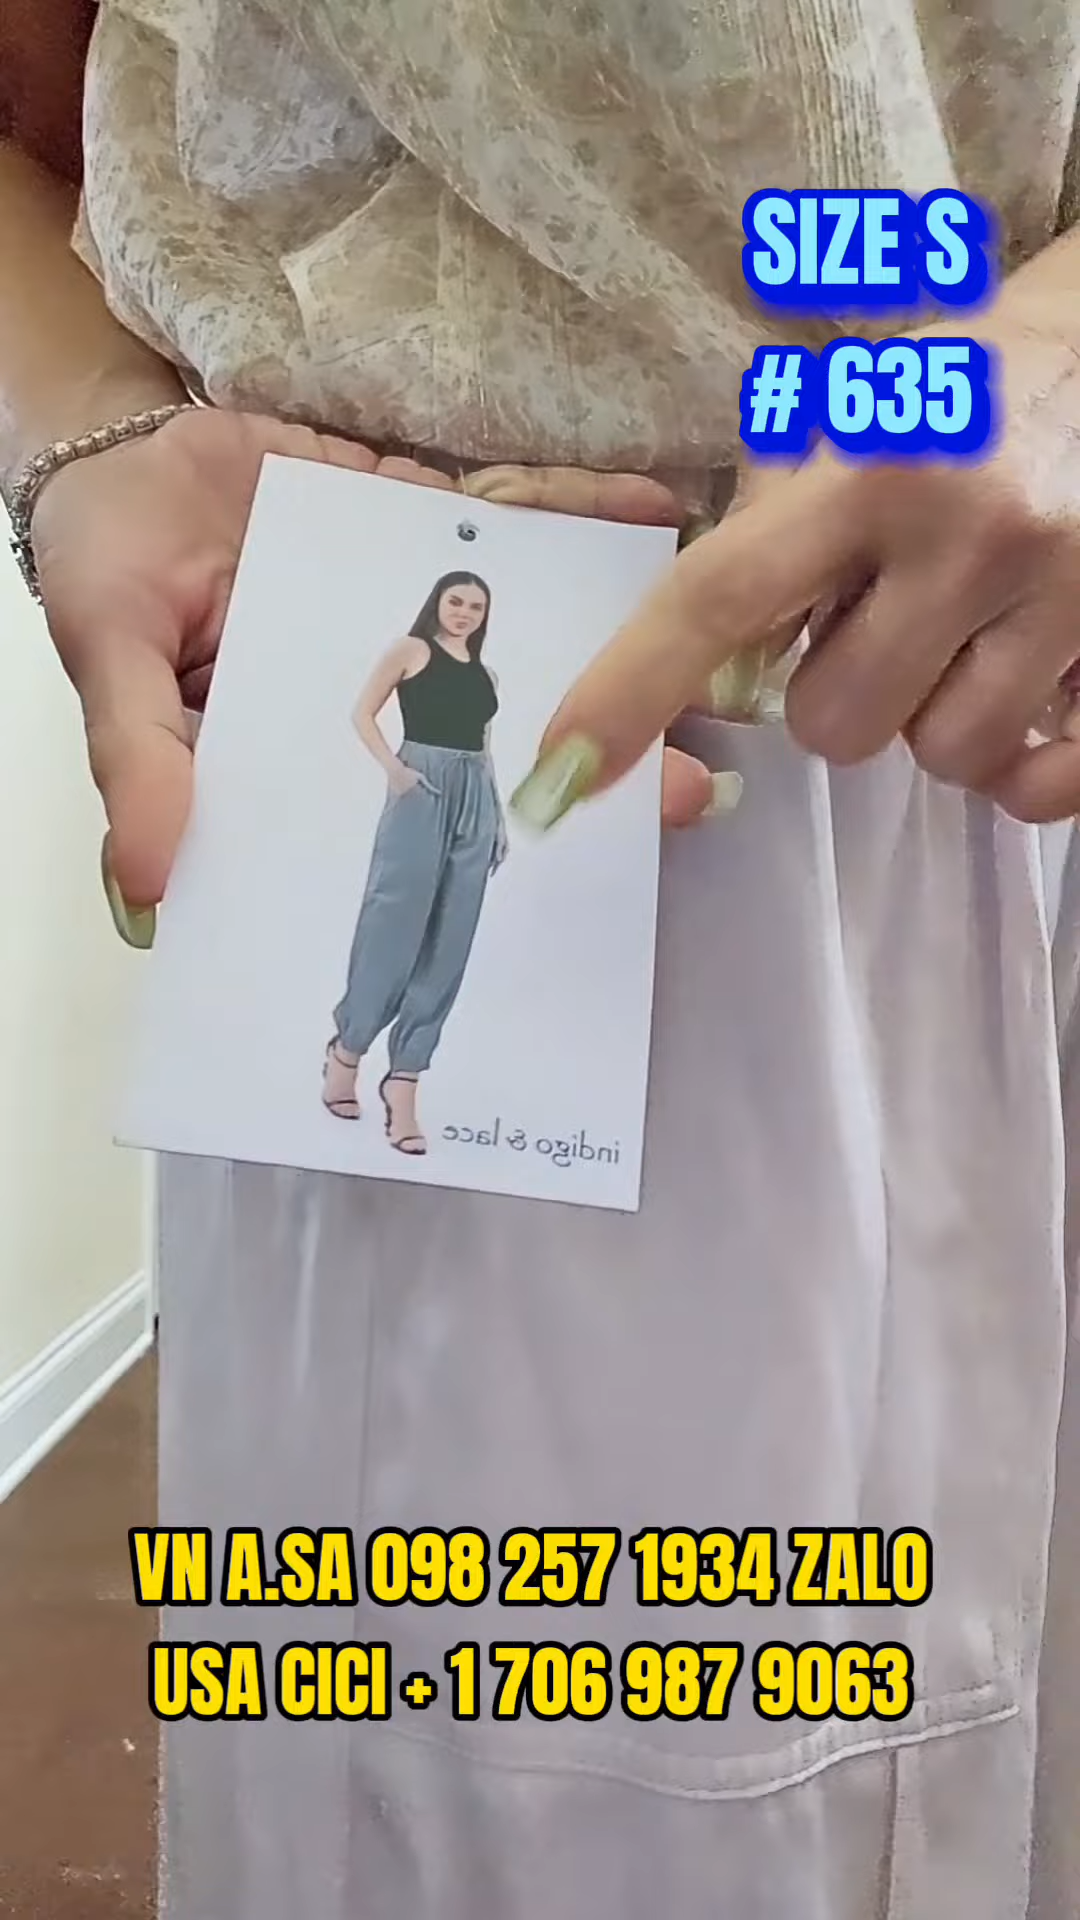 SIZE S
# 635
indigo & lace
VN A.SA 098 257 1934 ZALO
USA CICI + 1 706 987 9063